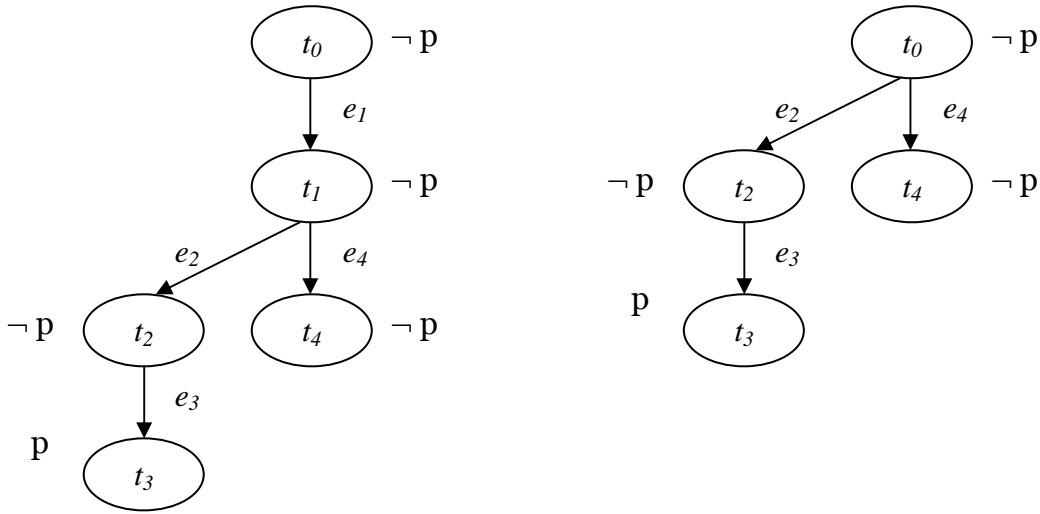 t₀ ¬ p
e₁
t₁ ¬ p
e₂ e₄
¬ p t₂ t₄ ¬ p
e₃
p
t₃
t₀ ¬ p
e₂ e₄
¬ p t₂ t₄ ¬ p
e₃
p
t₃